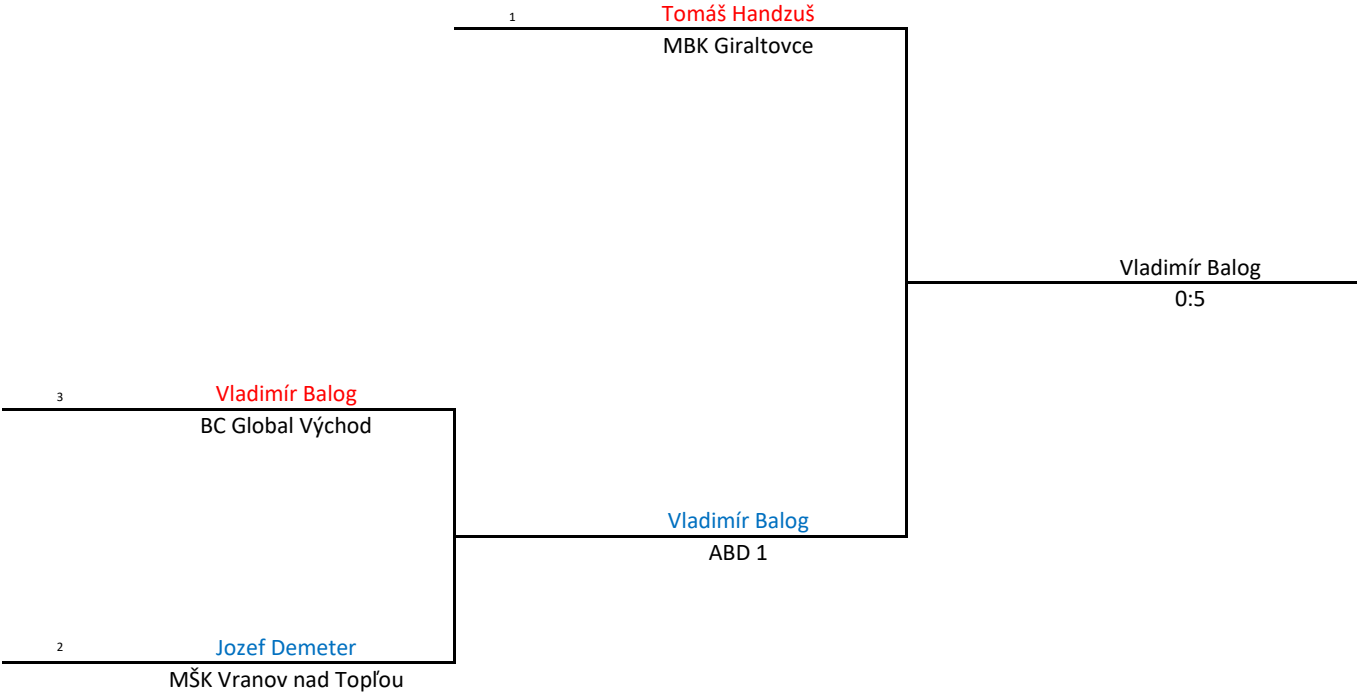 1
Tomáš Handzuš
MBK Giraltovce
Vladimír Balog
0:5
3
Vladimír Balog
BC Global Východ
Vladimír Balog
ABD 1
2
Jozef Demeter
MŠK Vranov nad Topľou